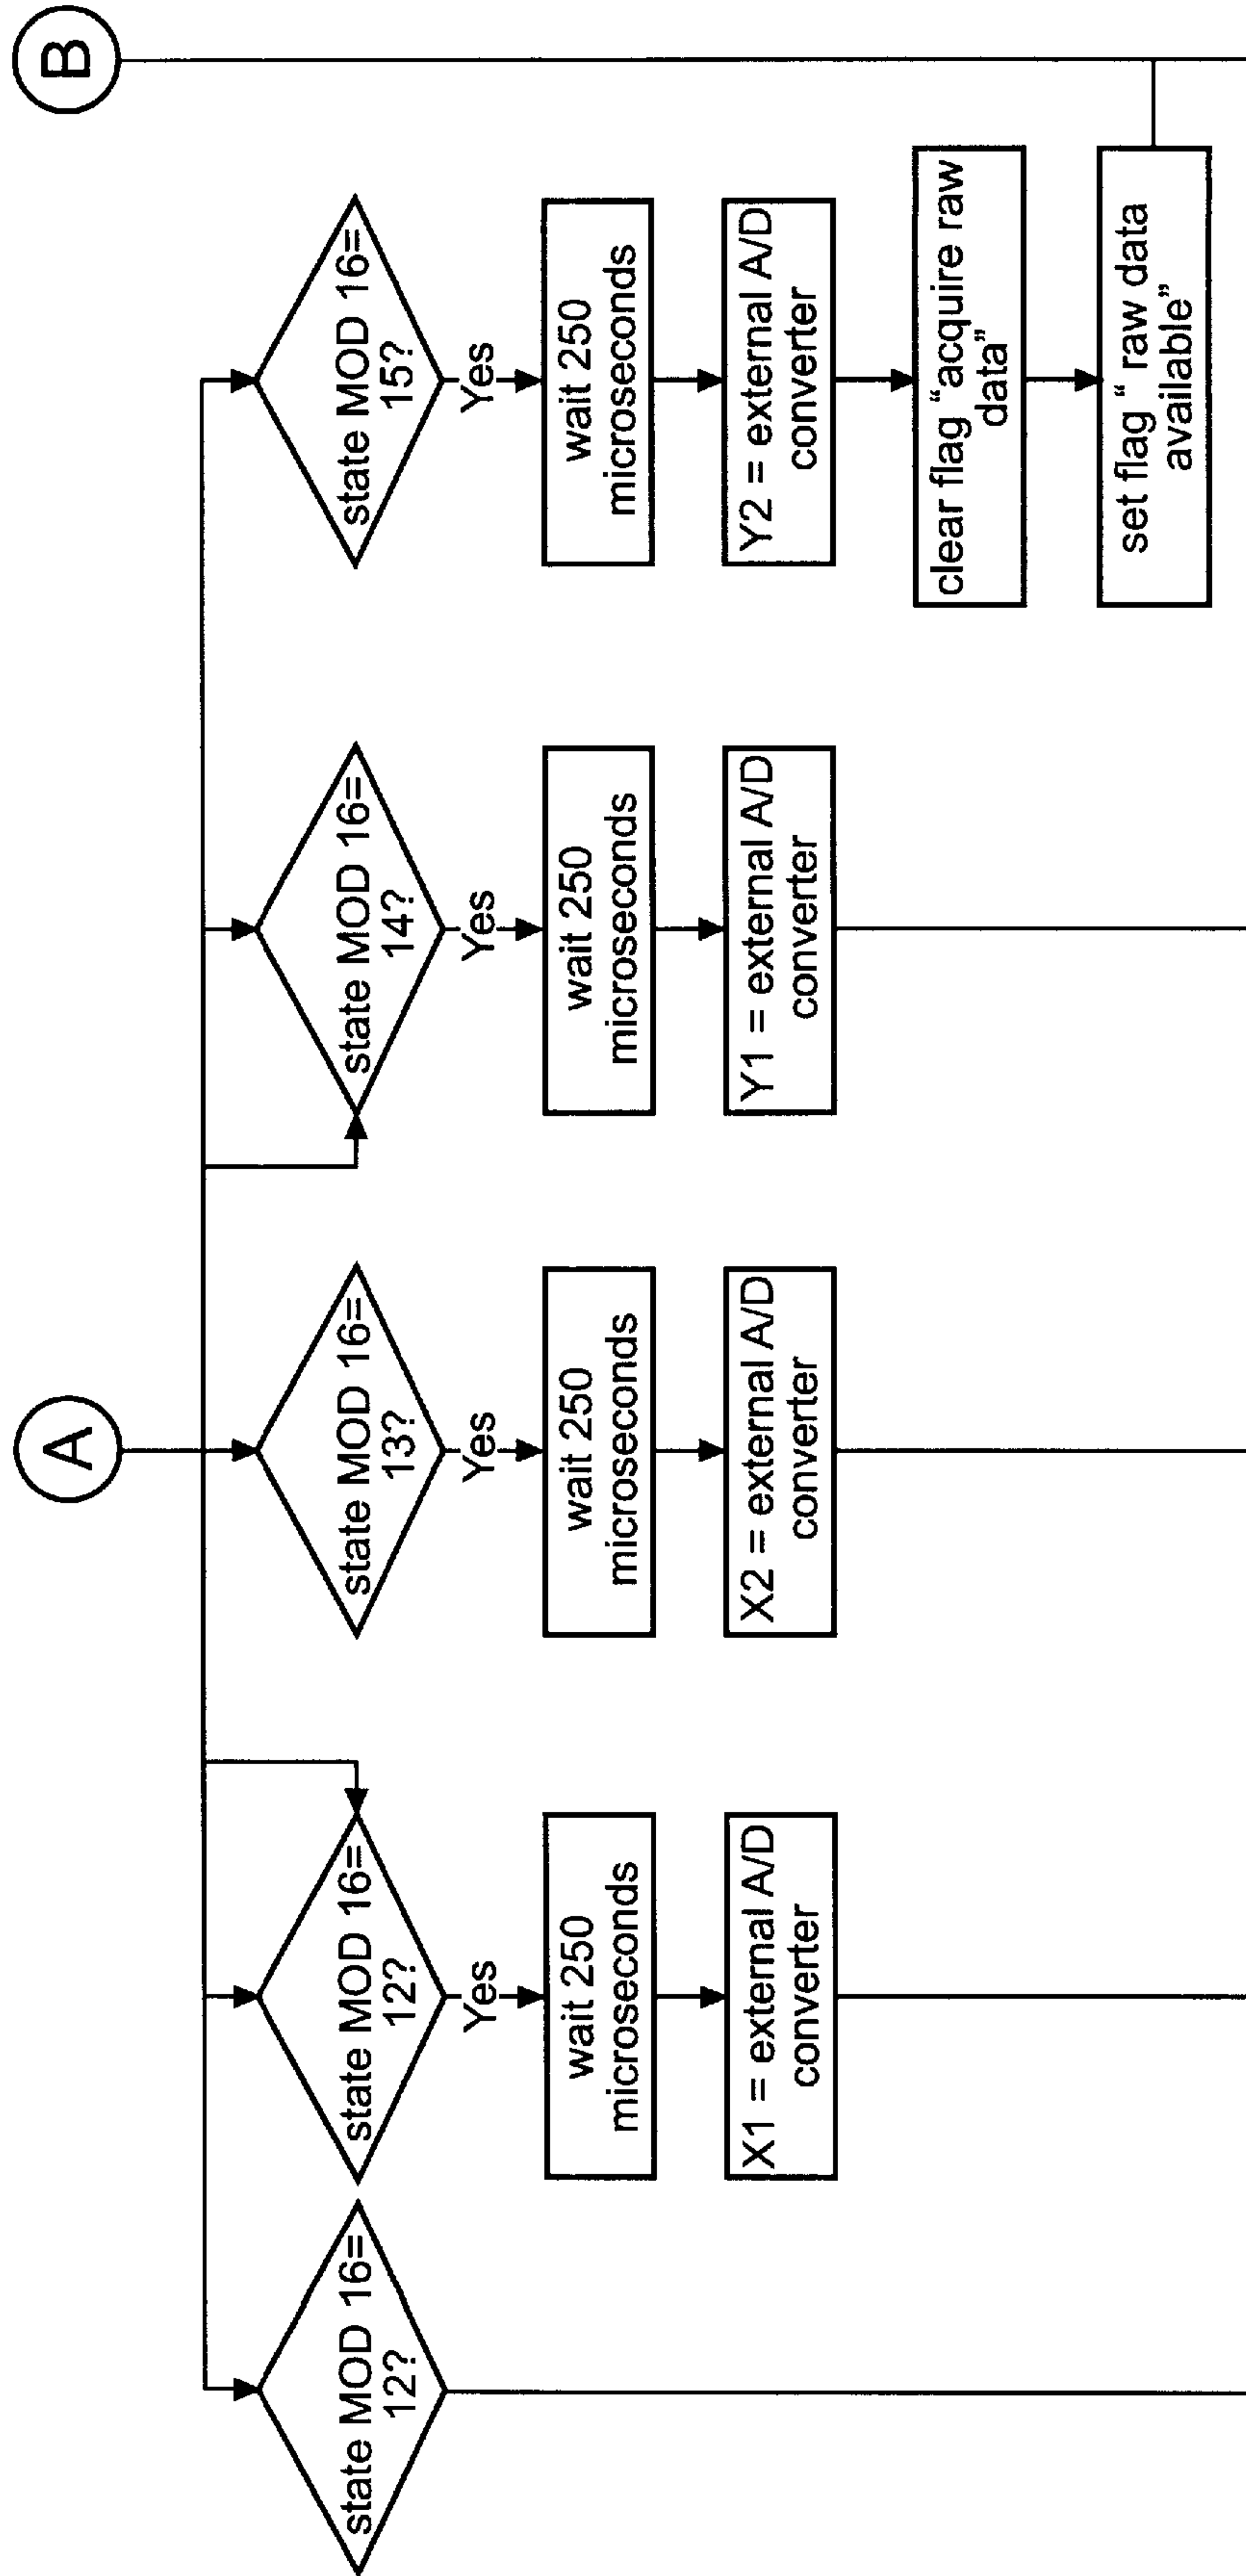 A
B
state MOD 16=
12?
state MOD 16=
12?
Yes
wait 250
microseconds
X1 = external A/D
converter
state MOD 16=
13?
Yes
wait 250
microseconds
X2 = external A/D
converter
state MOD 16=
14?
Yes
wait 250
microseconds
Y1 = external A/D
converter
state MOD 16=
15?
Yes
wait 250
microseconds
Y2 = external A/D
converter
clear flag “acquire raw
data”
set flag “ raw data
available”